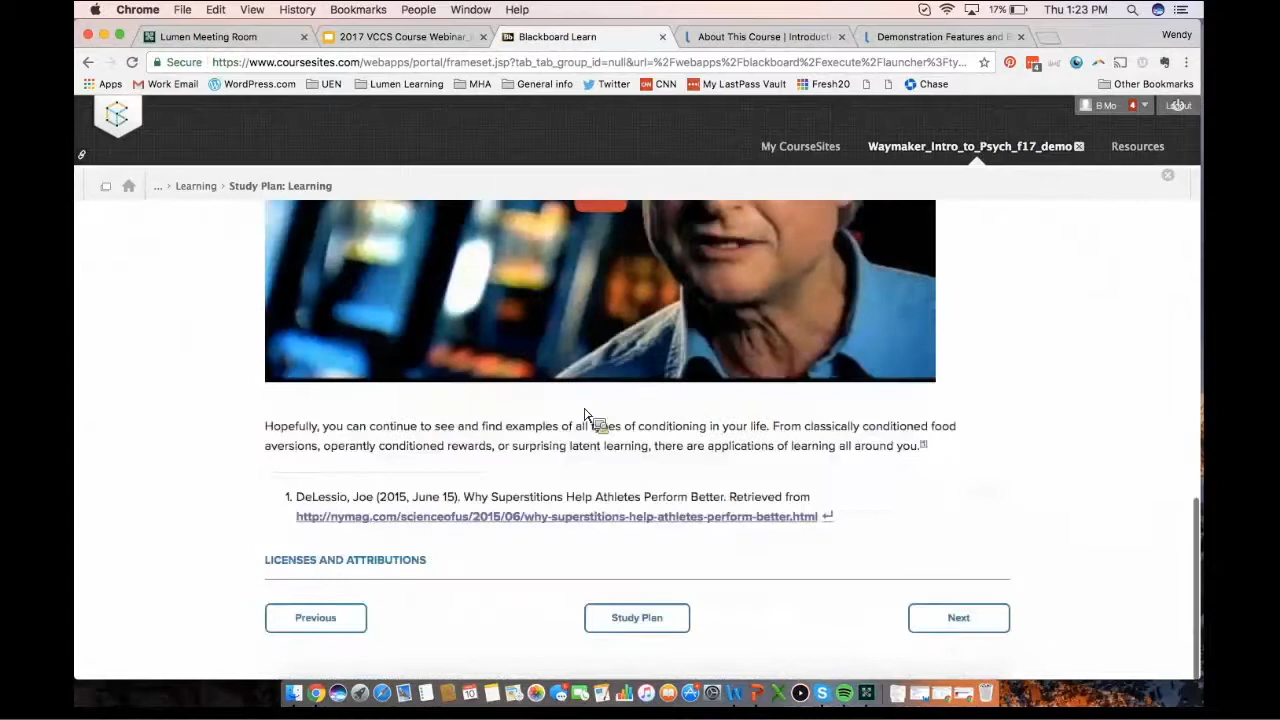 Chrome File Edit View History Bookmarks People Window Help 17% Thu 1:23 PM
Lumen Meeting Room 2017 VCCS Course Webinar_ Blackboard Learn About This Course | Introducti Demonstration Features and E Wendy
Secure https://www.coursesites.com/webapps/portal/frameset.jsp?tab_tab_group_id=null&url=%2Fwebapps%2Fblackboard%2Fexecute%2Flauncher%3Fty...
Apps Work Email WordPress.com UEN Lumen Learning MHA General info Twitter CNN My LastPass Vault Fresh20 Chase Other Bookmarks
B Mo 4
My CourseSites Waymaker_Intro_to_Psych_f17_demo Resources
... > Learning > Study Plan: Learning
Hopefully, you can continue to see and find examples of all of conditioning in your life. From classically conditioned food
aversions, operantly conditioned rewards, or surprising latent learning, there are applications of learning all around you.[1]
1. DeLessio, Joe (2015, June 15). Why Superstitions Help Athletes Perform Better. Retrieved from
http://nymag.com/scienceofus/2015/06/why-superstitions-help-athletes-perform-better.html ↵
LICENSES AND ATTRIBUTIONS
Previous Study Plan Next